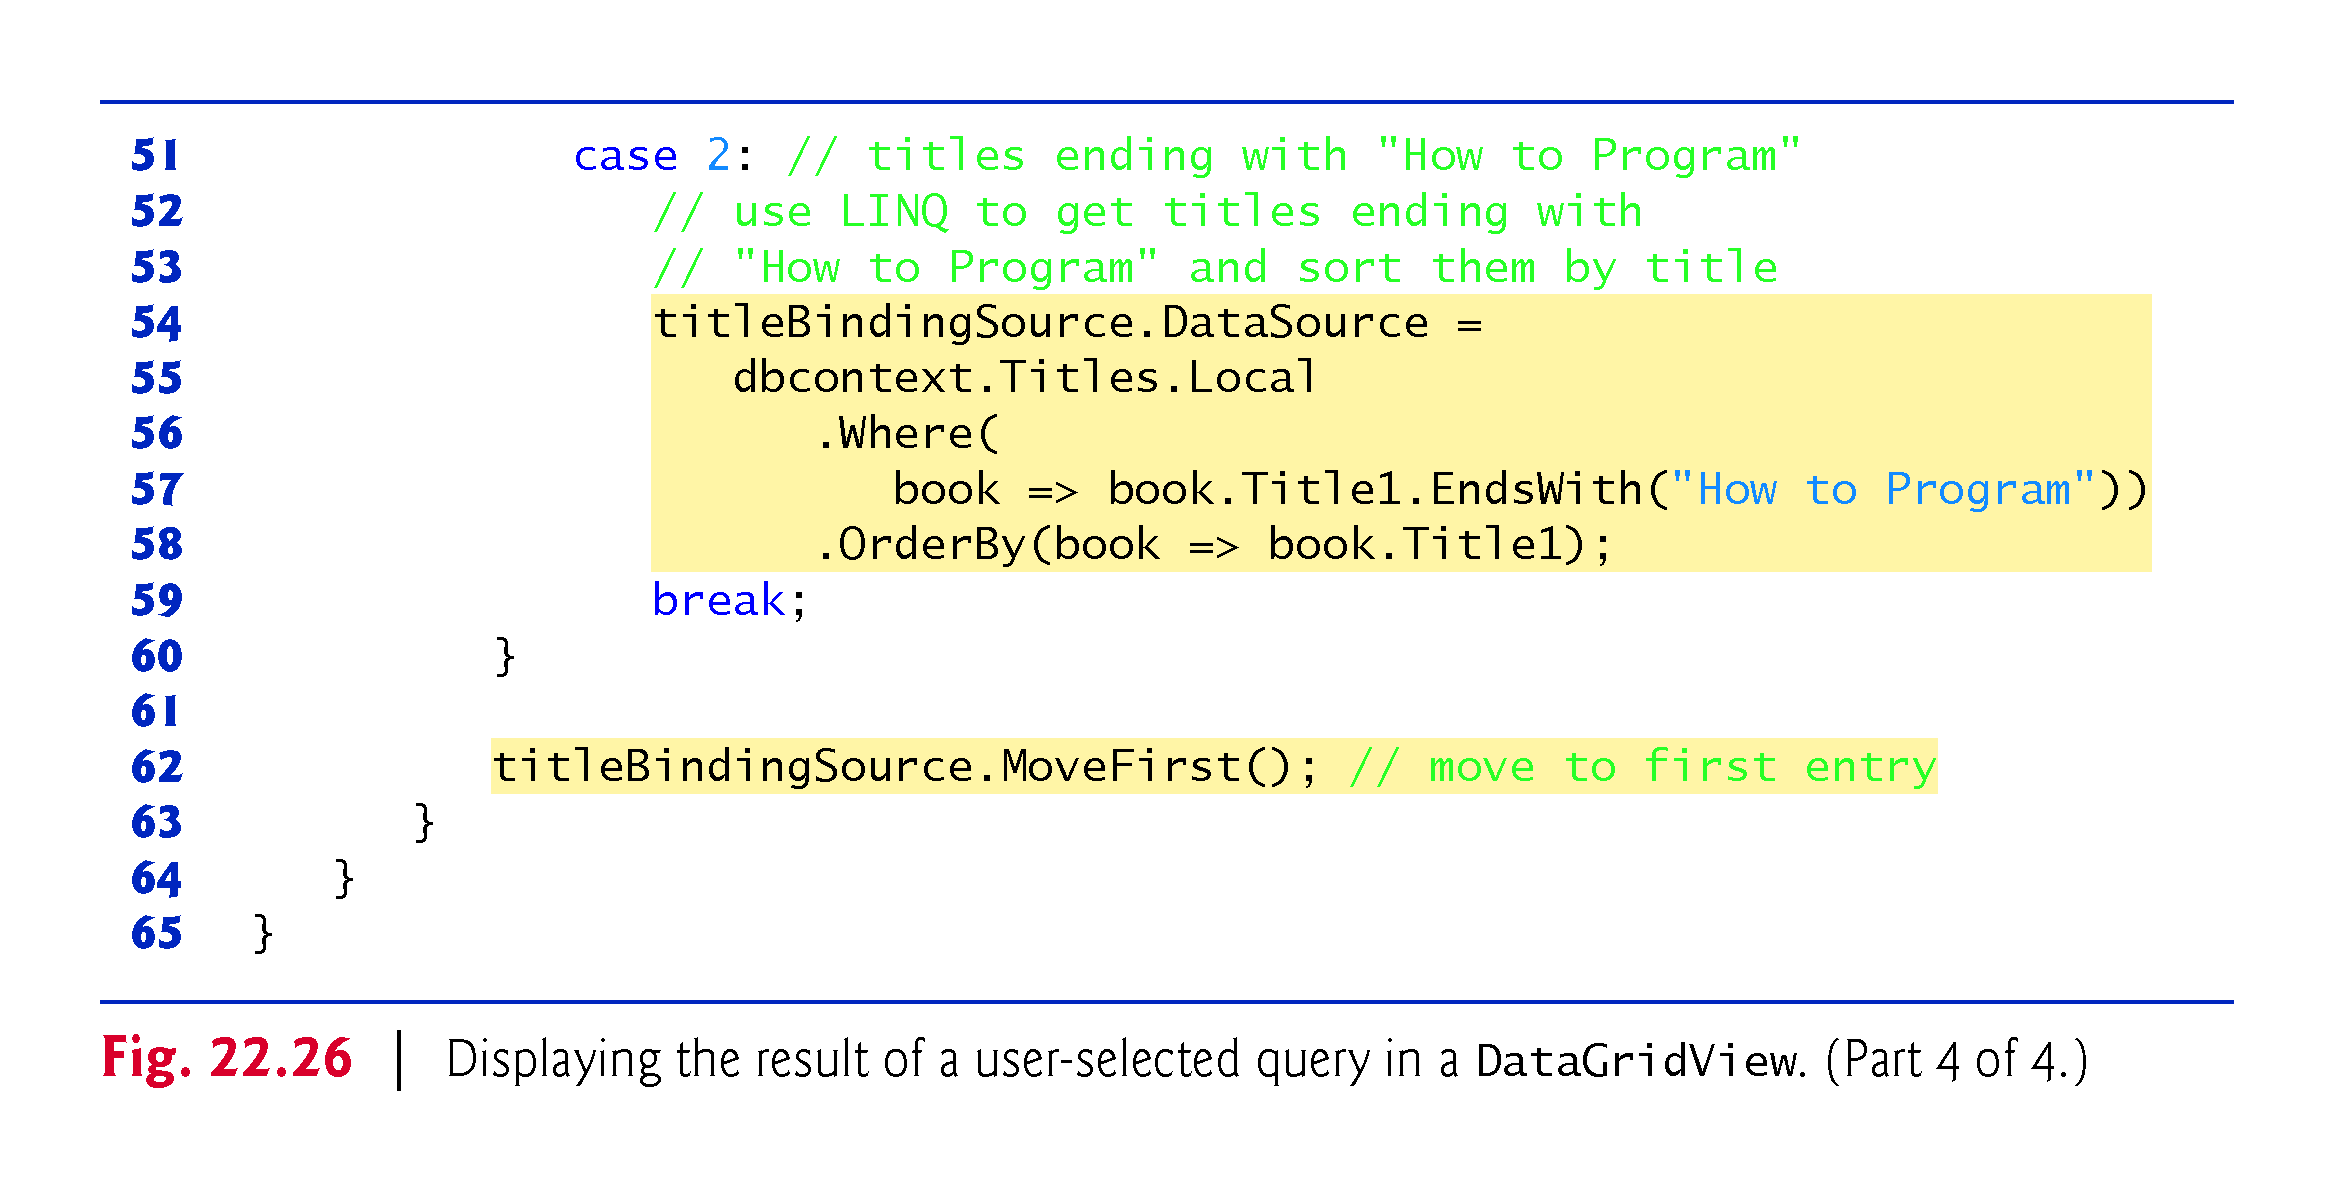 51 case 2: // titles ending with "How to Program"
52 // use LINQ to get titles ending with
53 // "How to Program" and sort them by title
54 titleBindingSource.DataSource =
55 dbcontext.Titles.Local
56 .Where(
57 book => book.Title1.EndsWith("How to Program"))
58 .OrderBy(book => book.Title1);
59 break;
60 }
61
62 titleBindingSource.MoveFirst(); // move to first entry
63 }
64 }
65 }
Fig. 22.26 | Displaying the result of a user-selected query in a DataGridView. (Part 4 of 4.)